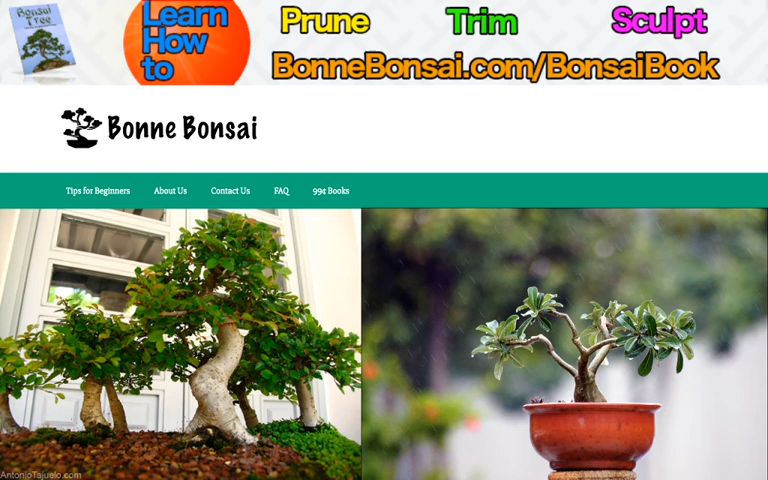 Bonsai
Tree
Learn
How
to
Prune
Trim
Sculpt
BonneBonsai.com/BonsaiBook
Bonne Bonsai
Tips for Beginners
About Us
Contact Us
FAQ
99¢ Books
AntonioTajuelo.com